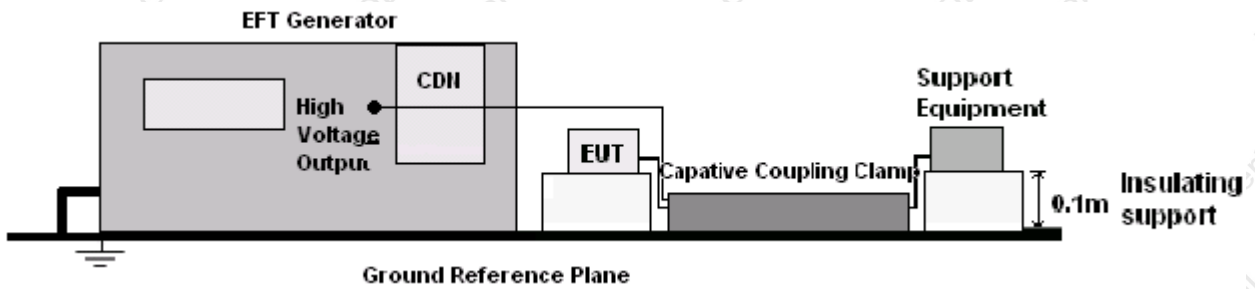 EFT Generator
CDN
High
Voltage
Output
EUT
Capative Coupling Clamp
Support
Equipment
0.1m
Insulating
support
Ground Reference Plane